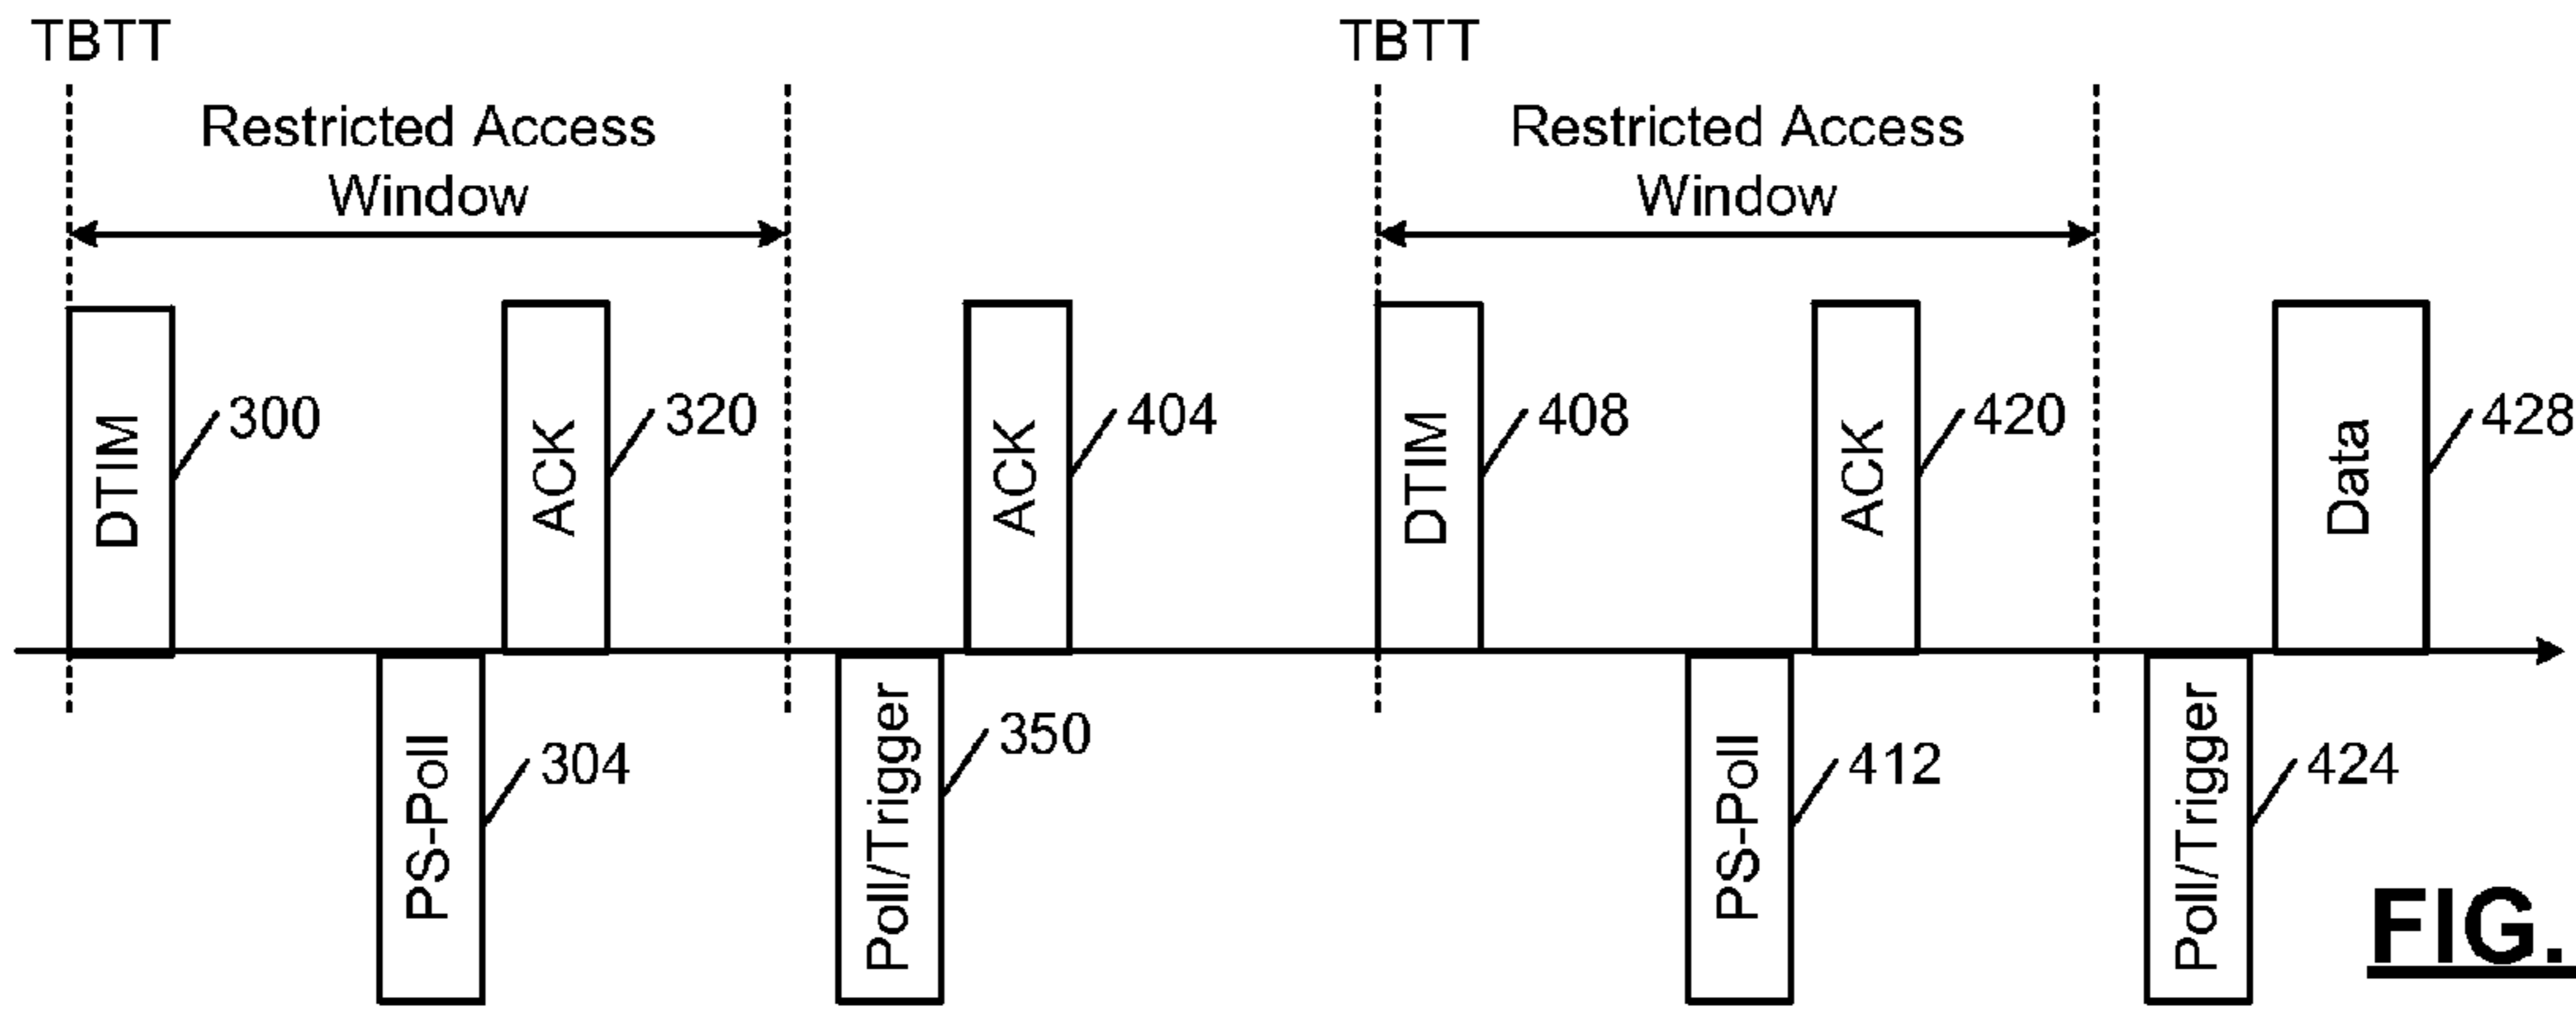 TBTT
TBTT
Restricted Access
Window
Restricted Access
Window
DTIM
300
ACK
320
ACK
404
DTIM
408
ACK
420
Data
428
PS-Poll
304
Poll/Trigger
350
PS-Poll
412
Poll/Trigger
424
FIG.